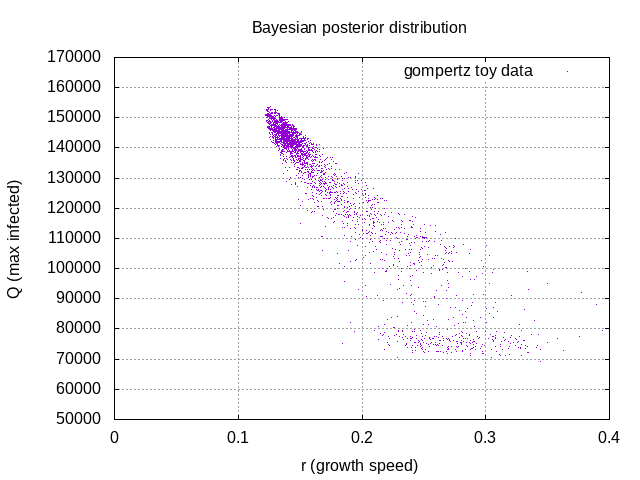 Bayesian posterior distribution
gompertz toy data
Q (max infected)
170000
160000
150000
140000
130000
120000
110000
100000
90000
80000
70000
60000
50000
0 0.1 0.2 0.3 0.4
r (growth speed)